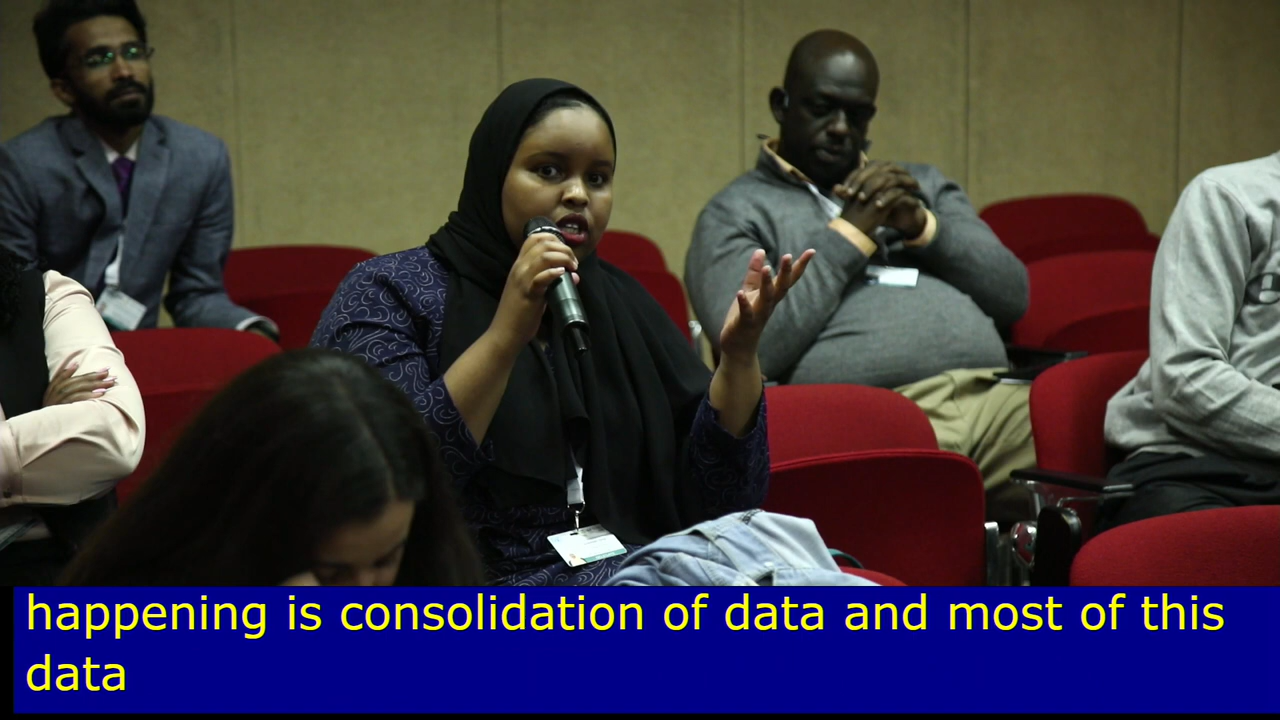 happening is consolidation of data and most of this
data